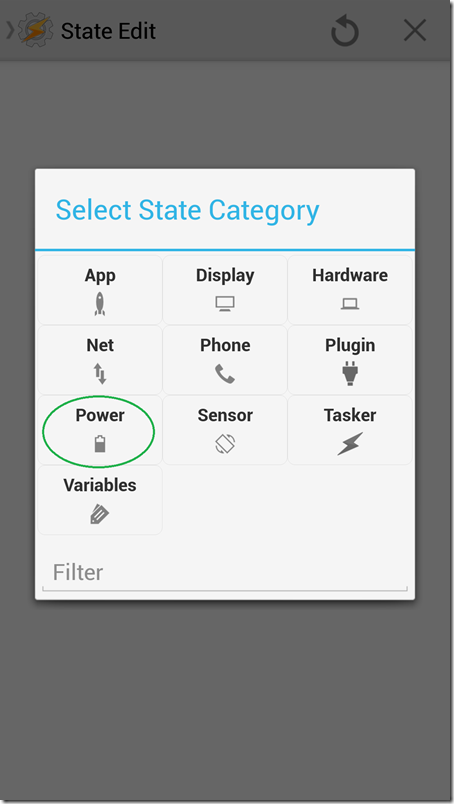 State Edit
Select State Category
App Display Hardware
Net Phone Plugin
Power Sensor Tasker
Variables
Filter